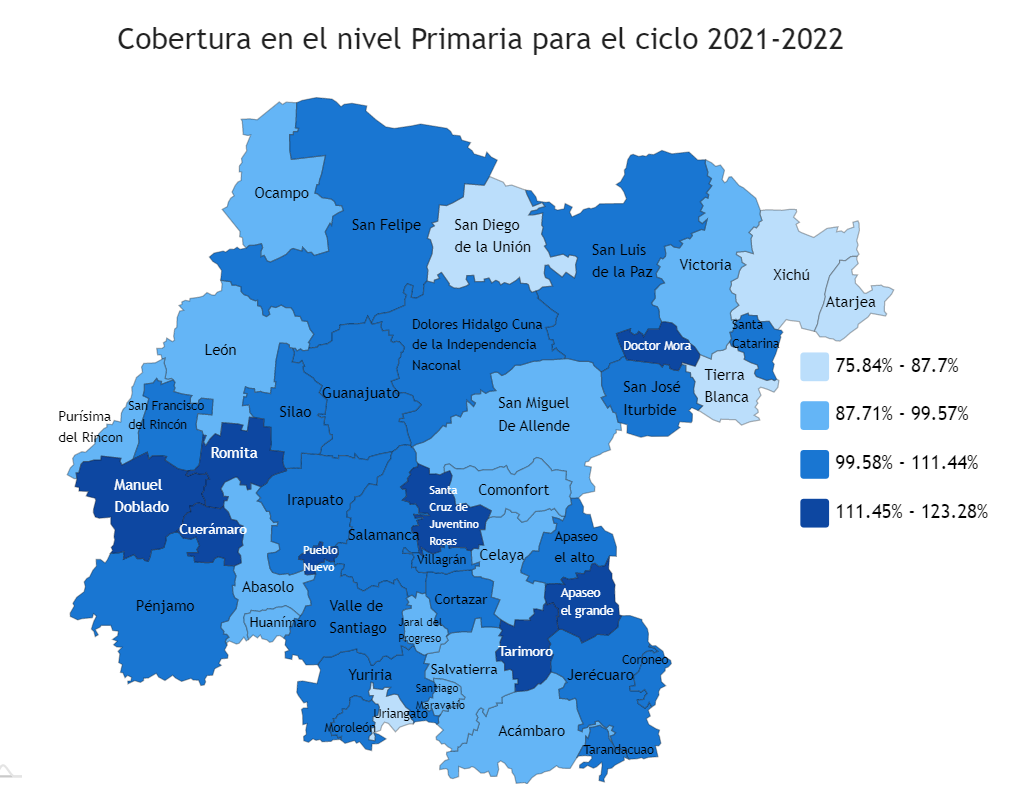 Cobertura en el nivel Primaria para el ciclo 2021-2022
Ocampo
San Felipe
San Diego
de la Unión
San Luis
de la Paz
Victoria
Xichú
Atarjea
Santa
Catarina
Dolores Hidalgo Cuna
de la Independencia
Naconal
Doctor Mora
León
Guanajuato
San José
Iturbide
Tierra
Blanca
75.84% - 87.7%
87.71% - 99.57%
99.58% - 111.44%
111.45% - 123.28%
Purísima
del Rincon
San Francisco
del Rincón
Silao
San Miguel
De Allende
Romita
Manuel
Doblado
Cuerámaro
Irapuato
Salamanca
Santa
Cruz de
Juventino
Rosas
Comonfort
Pueblo
Nuevo
Villagrán
Celaya
Apaseo
el alto
Apaseo
el grande
Pénjamo
Abasolo
Huanímaro
Valle de
Santiago
Cortazar
Jaral del
Progreso
Tarimoro
Salvatierra
Yuriria
Santiago
Maravatío
Uriangato
Moroleón
Jerécuaro
Coroneo
Acámbaro
Tarandacuao